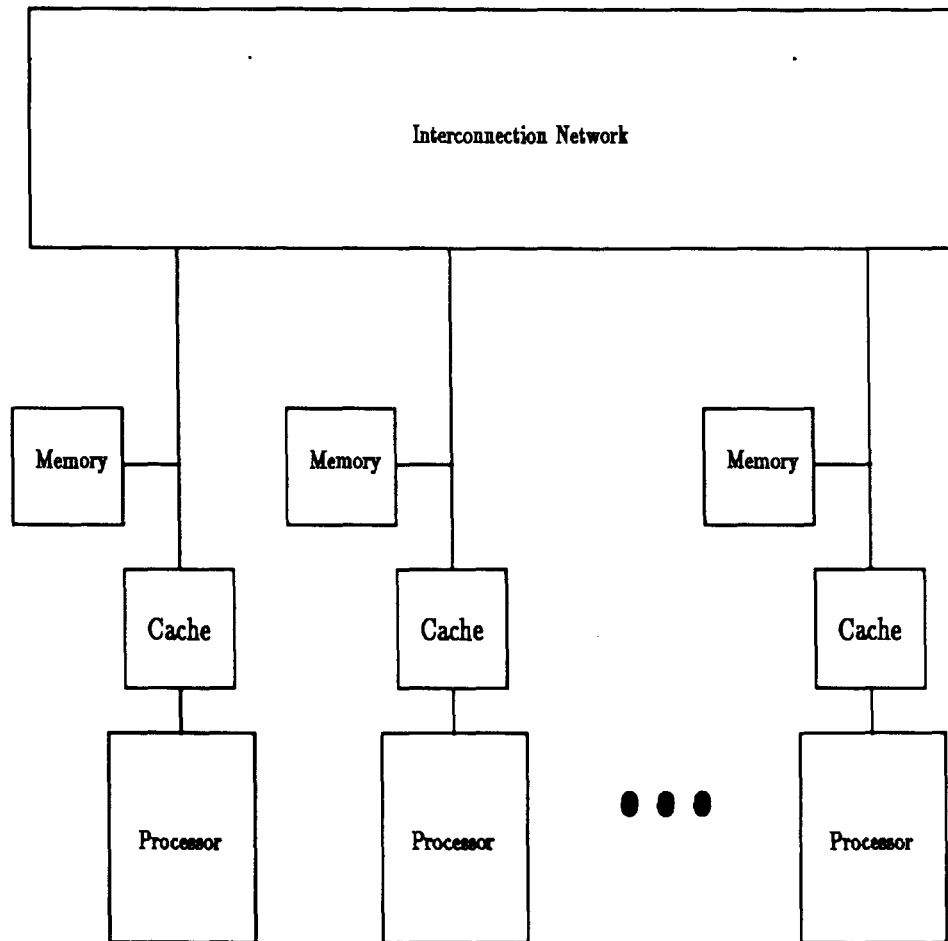 Interconnection Network
Memory
Memory
Memory
Cache
Cache
Cache
Processor
Processor
Processor